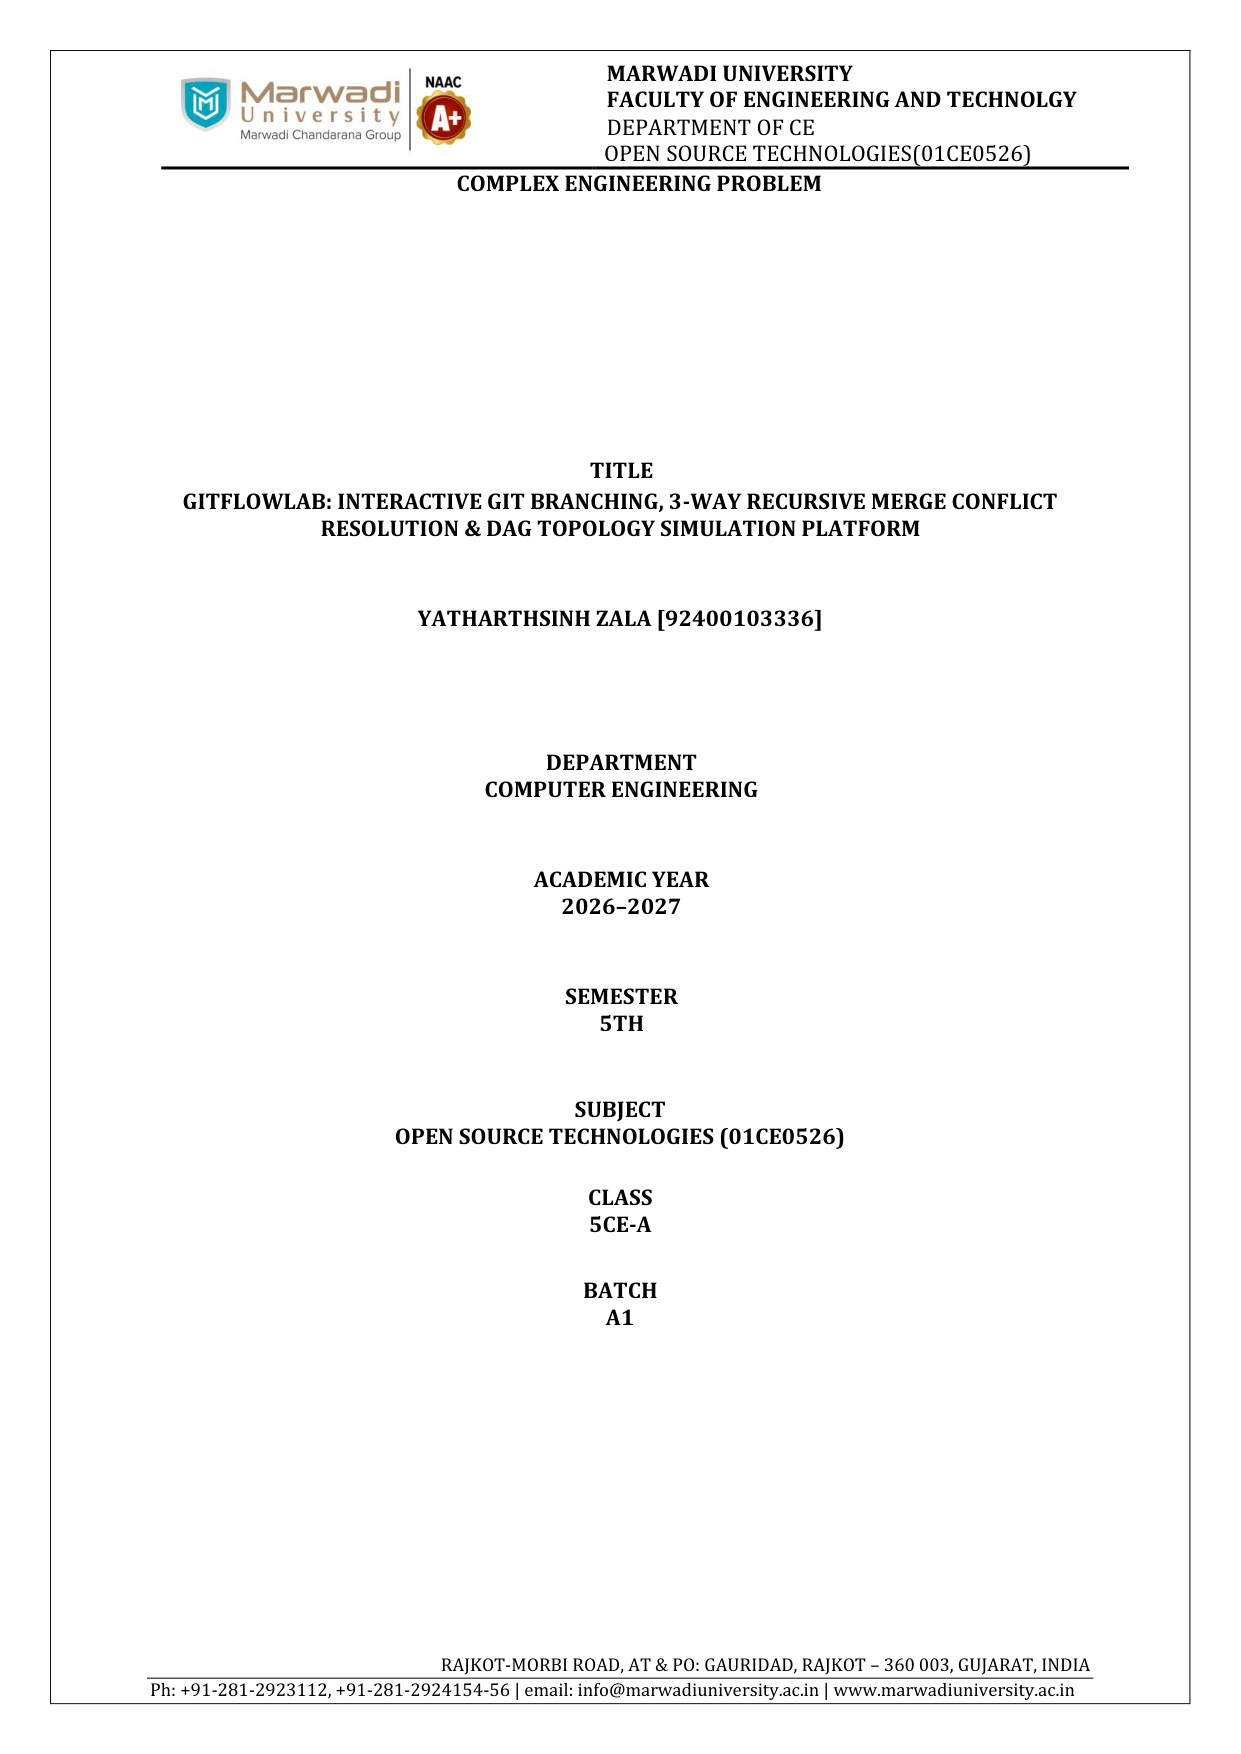 Marwadi
University
Marwadi Chandarana Group
NAAC
A+
MARWADI UNIVERSITY
FACULTY OF ENGINEERING AND TECHNOLGY
DEPARTMENT OF CE
OPEN SOURCE TECHNOLOGIES(01CE0526)
COMPLEX ENGINEERING PROBLEM
TITLE
GITFLOWLAB: INTERACTIVE GIT BRANCHING, 3-WAY RECURSIVE MERGE CONFLICT
RESOLUTION & DAG TOPOLOGY SIMULATION PLATFORM
YATHARTHSINH ZALA [92400103336]
DEPARTMENT
COMPUTER ENGINEERING
ACADEMIC YEAR
2026–2027
SEMESTER
5TH
SUBJECT
OPEN SOURCE TECHNOLOGIES (01CE0526)
CLASS
5CE-A
BATCH
A1
RAJKOT-MORBI ROAD, AT & PO: GAURIDAD, RAJKOT – 360 003, GUJARAT, INDIA
Ph: +91-281-2923112, +91-281-2924154-56 | email: info@marwadiuniversity.ac.in | www.marwadiuniversity.ac.in